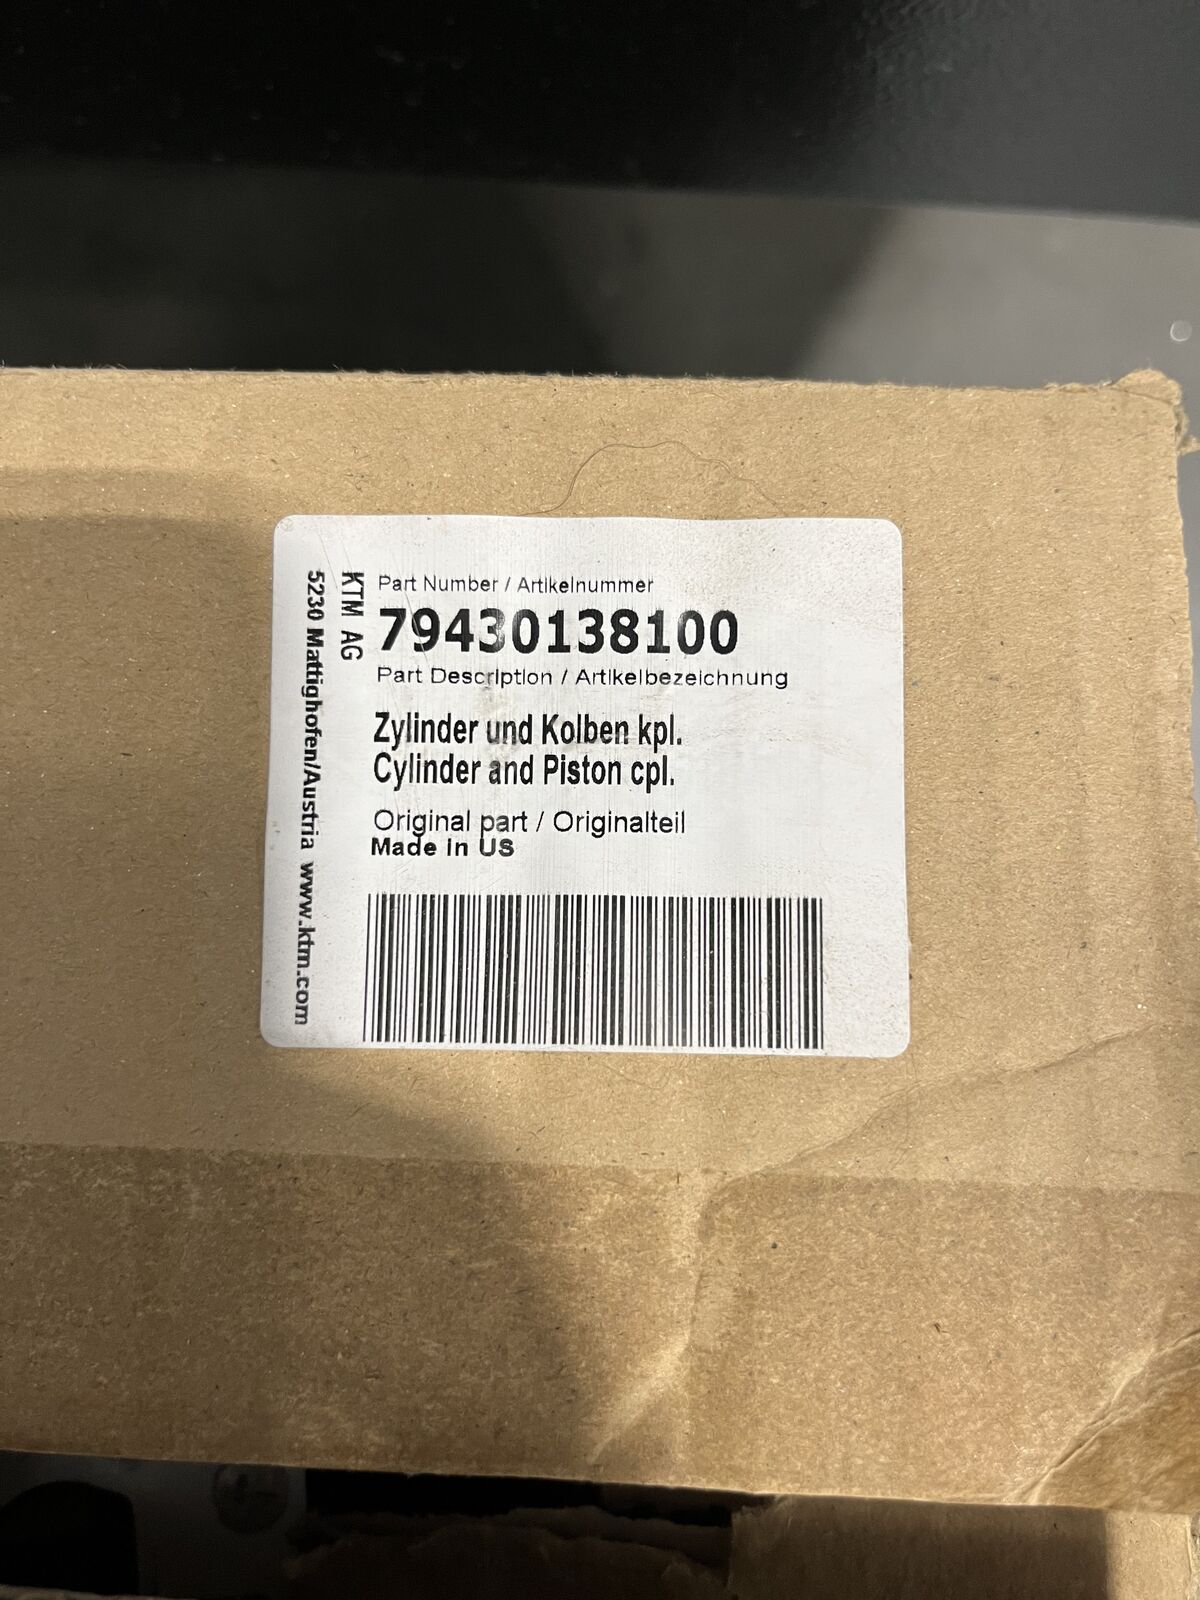 KTM AG
5230 Mattighofen/Austria www.ktm.com
Part Number / Artikelnummer
79430138100
Part Description / Artikelbezeichnung
Zylinder und Kolben kpl.
Cylinder and Piston cpl.
Original part / Originalteil
Made in US